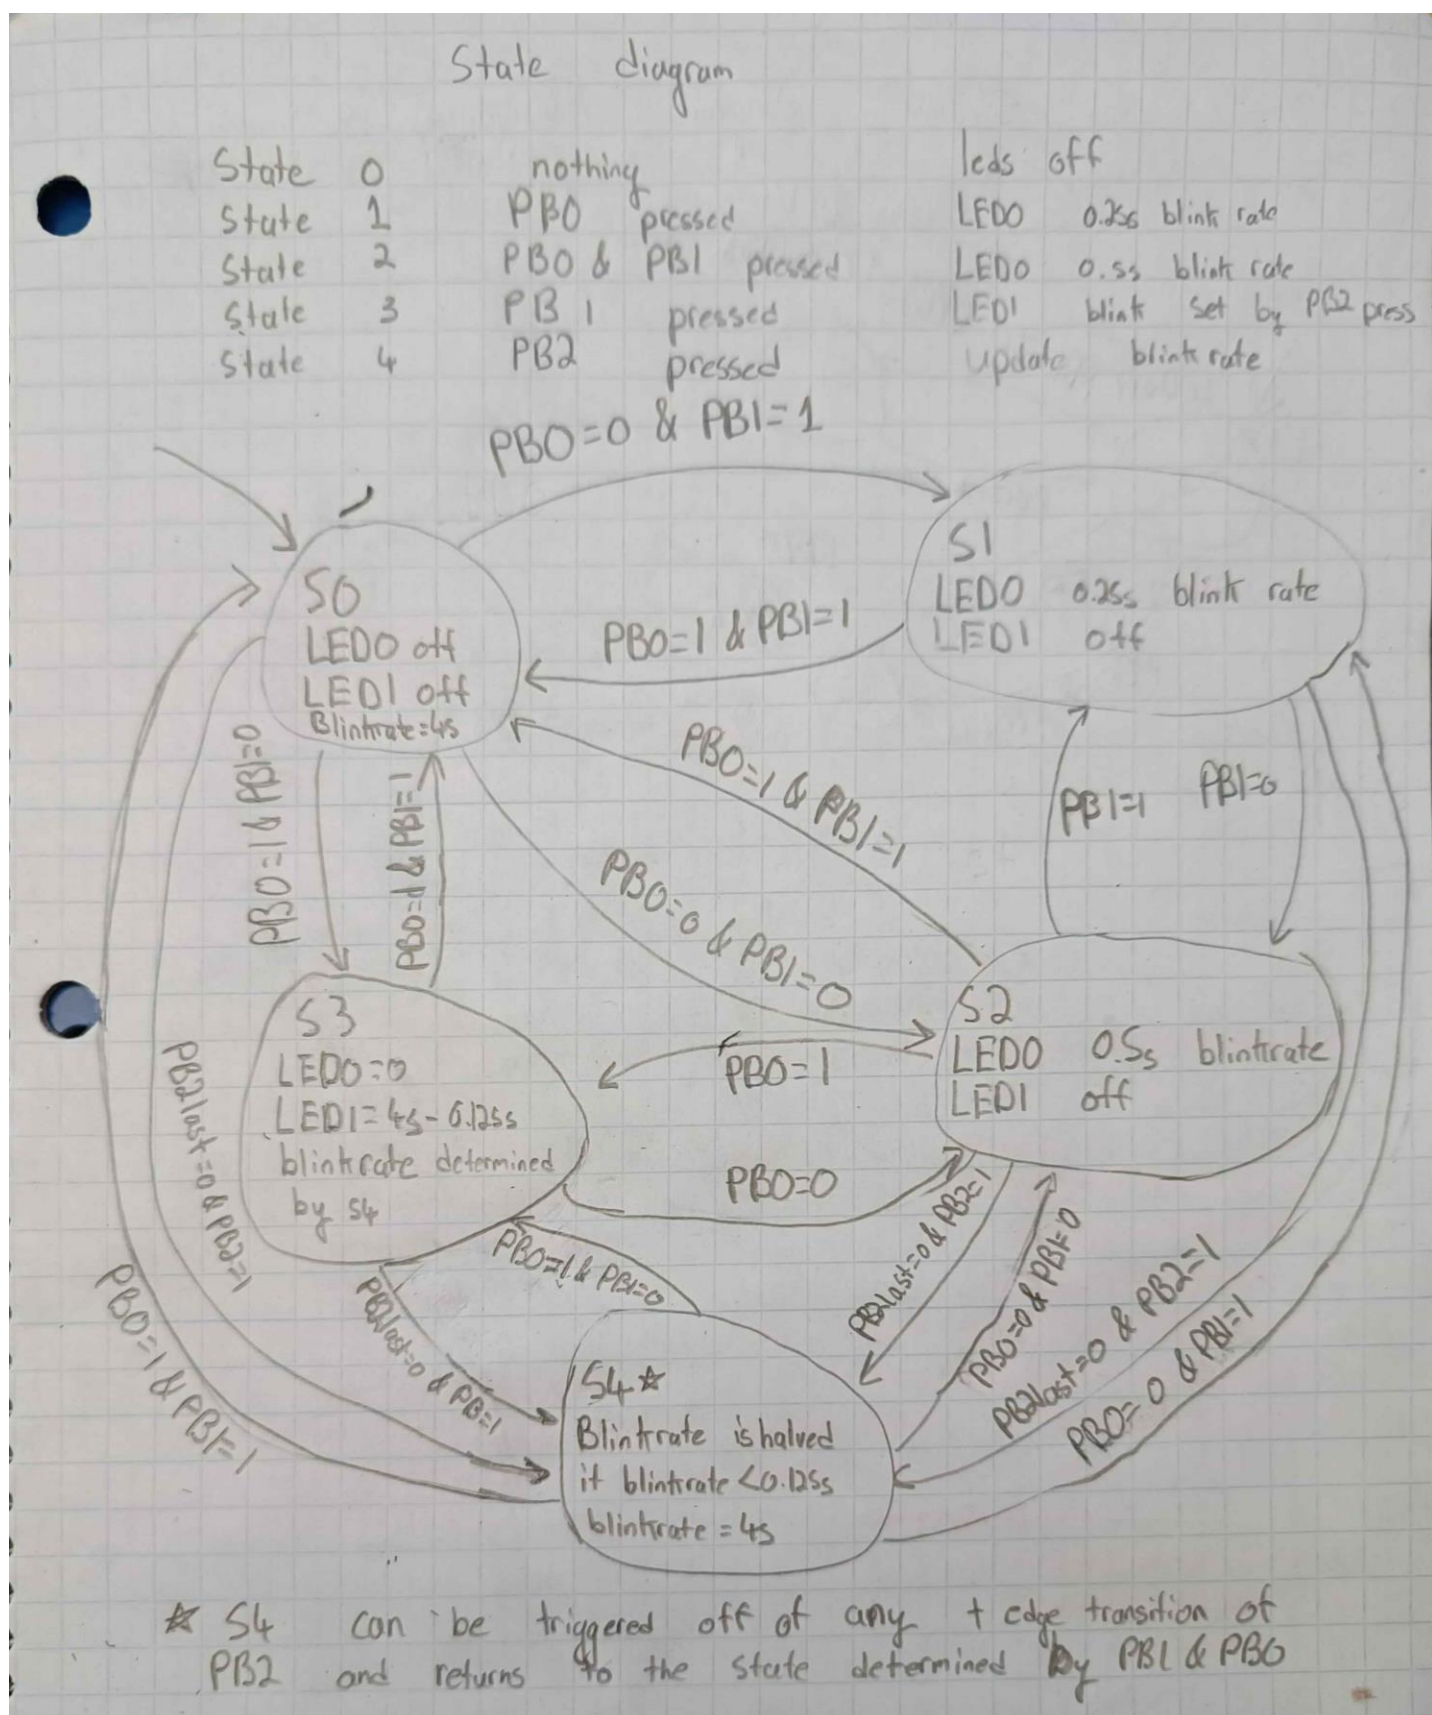 State diagram
State 0 nothing leds off
State 1 PB0 pressed LED0 0.25s blink rate
State 2 PB0 & PB1 pressed LED0 0.5s blink rate
State 3 PB1 pressed LED1 blink set by PB2 press
State 4 PB2 pressed update blink rate
PB0=0 & PB1=1
S0
LED0 off
LED1 off
Blinkrate=4s
S1
LED0 0.25s blink rate
LED1 off
PB0=1 & PB1=1
PB0=1 & PB1=0
PB0=1 & PB1=1
PB0=1 & PB1=1
PB0=0 & PB1=0
PB1=1
PB1=0
S3
LED0=0
LED1=4s-0.125s
blinkrate determined
by S4
PB0=1
S2
LED0 0.5s blinkrate
LED1 off
PB0=0
PB2last=0 & PB2=1
PB0=1 & PB1=1
PB2last=0 & PB=1
PB0=1 & PB1=0
PB2last=0 & PB2=1
PB0=0 & PB1=0
PB2last=0 & PB2=1
PB0=0 & PB1=1
S4☆
Blinkrate is halved
if blinkrate <0.125s
blinkrate = 4s
☆ S4 can be triggered off of any + edge transition of
PB2 and returns to the state determined by PB1 & PB0